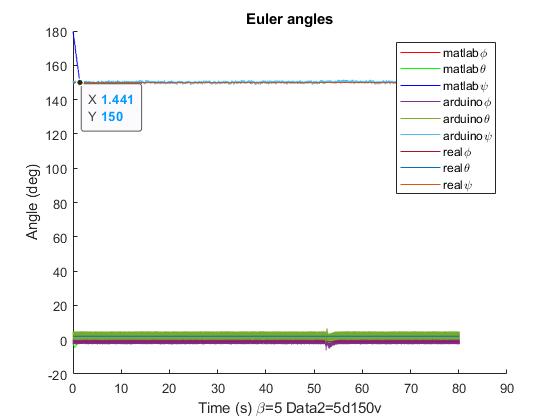 Euler angles
180
160
140
120
100
80
60
40
20
0
-20
Angle (deg)
X 1.441
Y 150
matlab ϕ
matlab θ
matlab ψ
arduino ϕ
arduino θ
arduino ψ
real ϕ
real θ
real ψ
0 10 20 30 40 50 60 70 80 90
Time (s) β=5 Data2=5d150v